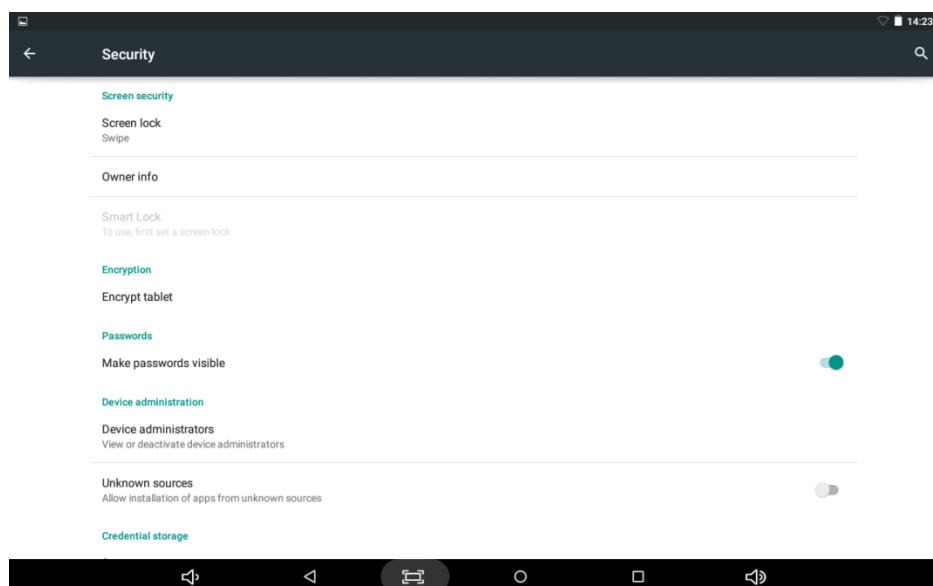 14:23
Security
Screen security
Screen lock
Swipe
Owner info
Smart Lock
To use, first set a screen lock
Encryption
Encrypt tablet
Passwords
Make passwords visible
Device administration
Device administrators
View or deactivate device administrators
Unknown sources
Allow installation of apps from unknown sources
Credential storage